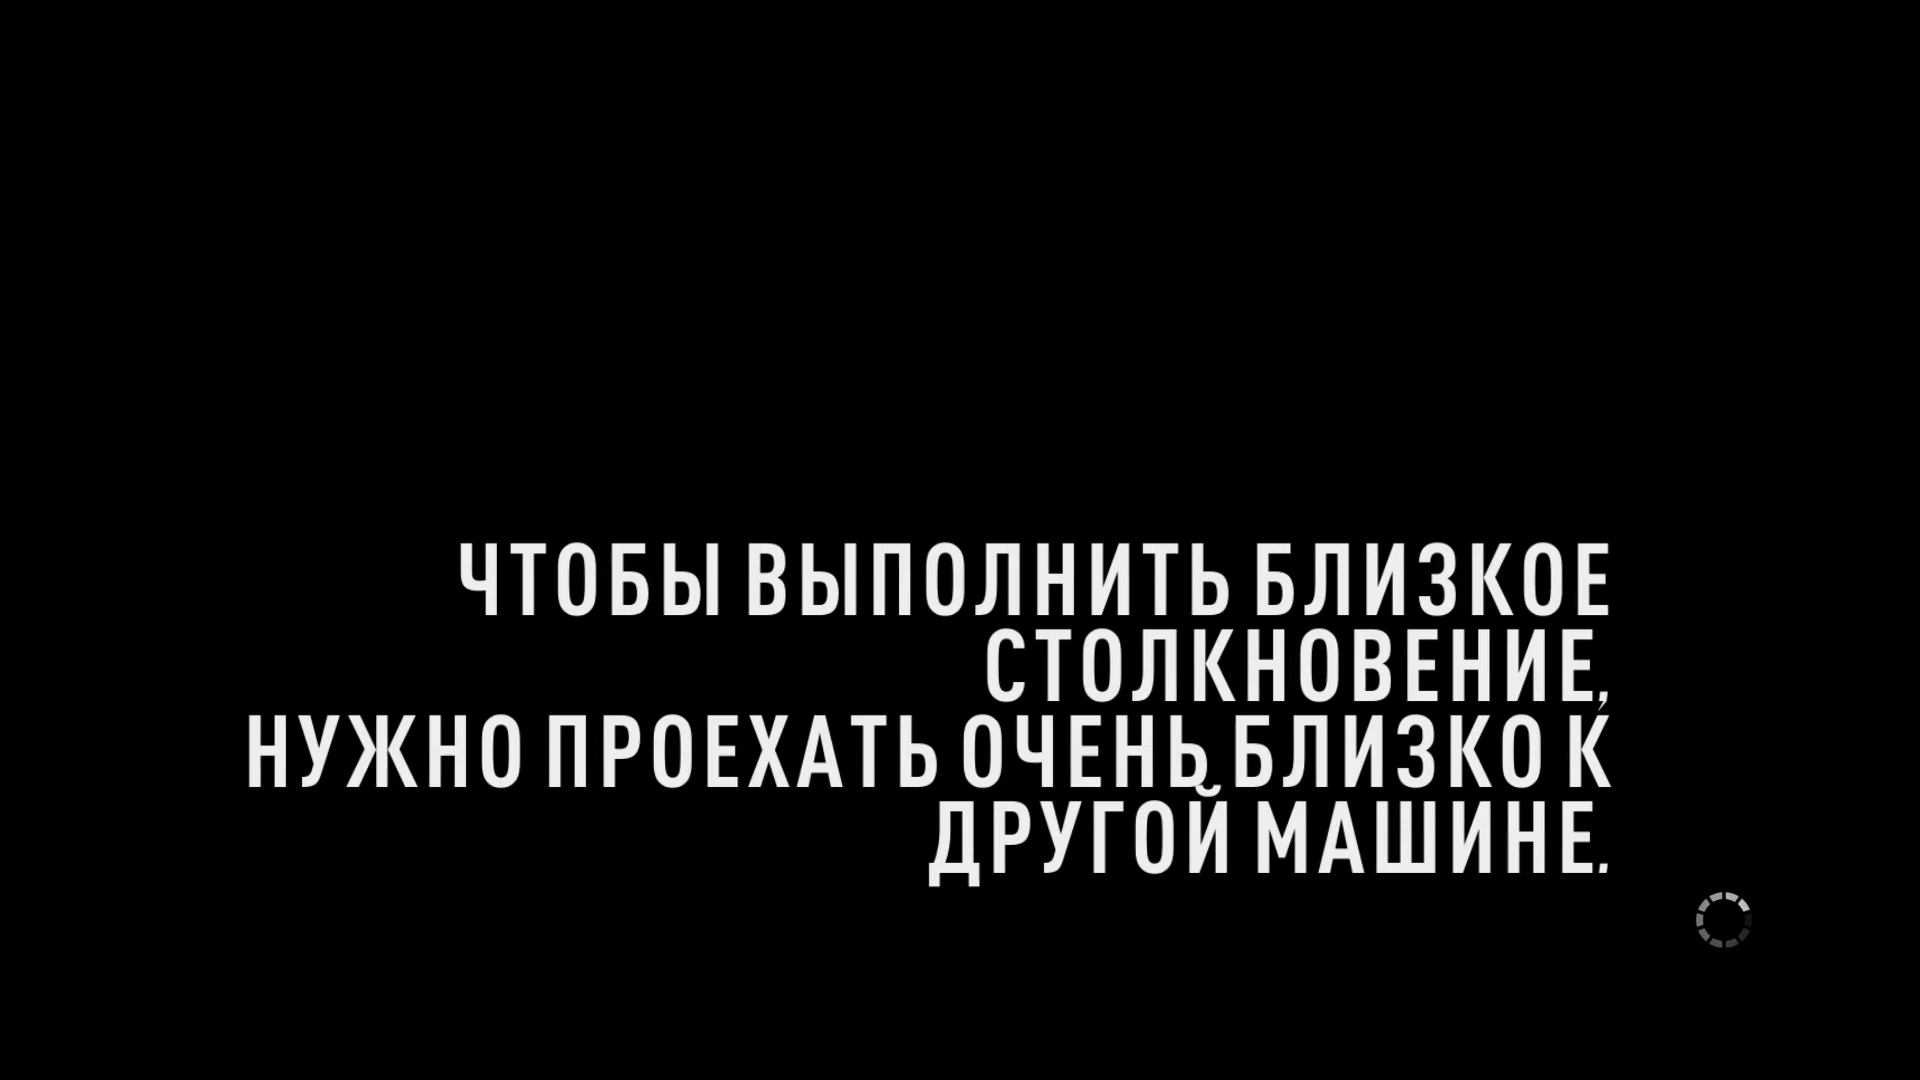 ЧТОБЫ ВЫПОЛНИТЬ БЛИЗКОЕ
СТОЛКНОВЕНИЕ,
НУЖНО ПРОЕХАТЬ ОЧЕНЬ БЛИЗКО К
ДРУГОЙ МАШИНЕ.